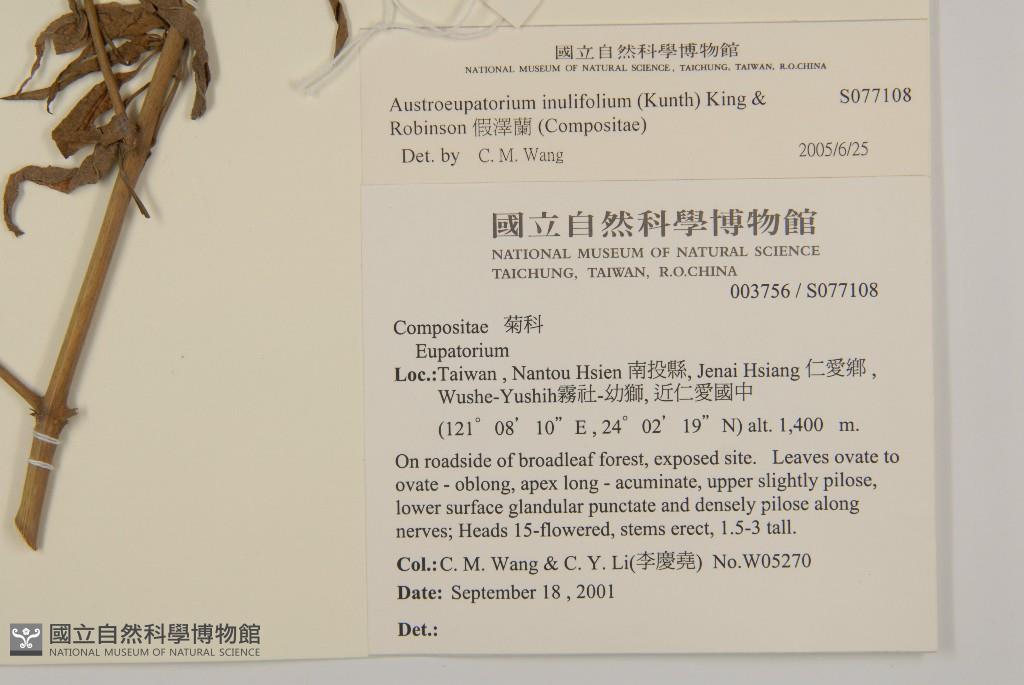 國立自然科學博物館
NATIONAL MUSEUM OF NATURAL SCIENCE, TAICHUNG, TAIWAN, R.O.CHINA
Austroeupatorium inulifolium (Kunth) King & S077108
Robinson 假澤蘭 (Compositae)
Det. by C. M. Wang 2005/6/25
國立自然科學博物館
NATIONAL MUSEUM OF NATURAL SCIENCE
TAICHUNG, TAIWAN, R.O.CHINA
003756 / S077108
Compositae 菊科
Eupatorium
Loc.:Taiwan , Nantou Hsien 南投縣, Jenai Hsiang 仁愛鄉 ,
Wushe-Yushih霧社-幼獅, 近仁愛國中
(121° 08’ 10” E , 24° 02’ 19” N) alt. 1,400 m.
On roadside of broadleaf forest, exposed site. Leaves ovate to
ovate - oblong, apex long - acuminate, upper slightly pilose,
lower surface glandular punctate and densely pilose along
nerves; Heads 15-flowered, stems erect, 1.5-3 tall.
Col.:C. M. Wang & C. Y. Li(李慶堯) No.W05270
Date: September 18 , 2001
Det.:
國立自然科學博物館
NATIONAL MUSEUM OF NATURAL SCIENCE